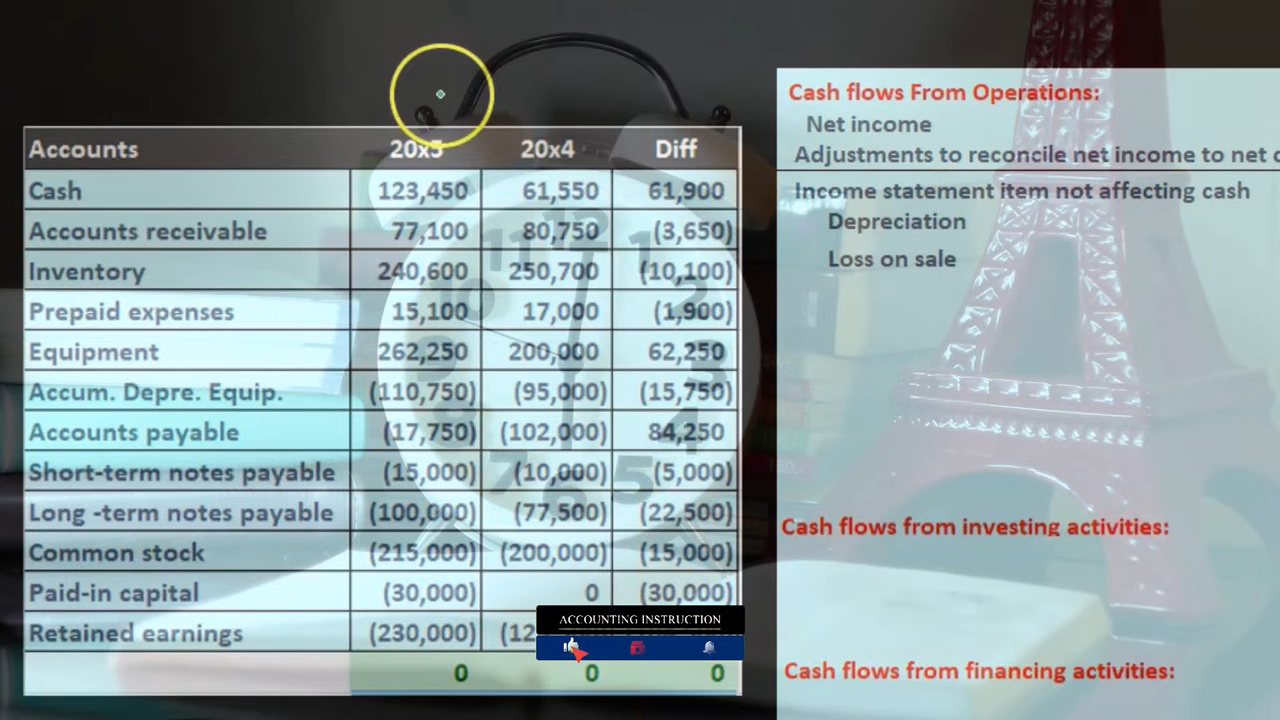 Accounts 20x5 20x4 Diff
Cash 123,450 61,550 61,900
Accounts receivable 77,100 80,750 (3,650)
Inventory 240,600 250,700 (10,100)
Prepaid expenses 15,100 17,000 (1,900)
Equipment 262,250 200,000 62,250
Accum. Depre. Equip. (110,750) (95,000) (15,750)
Accounts payable (17,750) (102,000) 84,250
Short-term notes payable (15,000) (10,000) (5,000)
Long -term notes payable (100,000) (77,500) (22,500)
Common stock (215,000) (200,000) (15,000)
Paid-in capital (30,000) 0 (30,000)
Retained earnings (230,000) (12
0 0 0
ACCOUNTING INSTRUCTION
Cash flows From Operations:
Net income
Adjustments to reconcile net income to net
Income statement item not affecting cash
Depreciation
Loss on sale
Cash flows from investing activities:
Cash flows from financing activities: